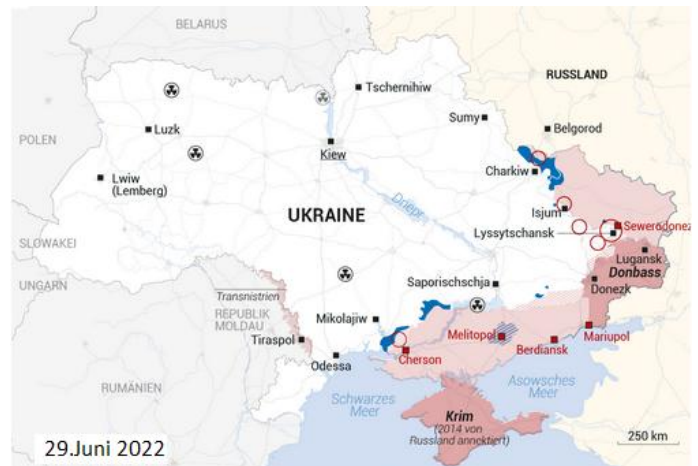 BELARUS
RUSSLAND
Tschernihiw
Sumy
Belgorod
POLEN
Luzk
Kiew
Charkiw
Lwiw
(Lemberg)
Dnepr
Isjum
UKRAINE
Sewerodonez
Lyssytschansk
SLOWAKEI
Lugansk
Donbass
UNGARN
Saporischschja
Donezk
Transnistrien
REPUBLIK
MOLDAU
Mikolajiw
Melitopol
Mariupol
Tiraspol
Cherson
Berdiansk
Odessa
RUMÄNIEN
Schwarzes
Meer
Asowsches
Meer
Krim
(2014 von
Russland annektiert)
250 km
29.Juni 2022